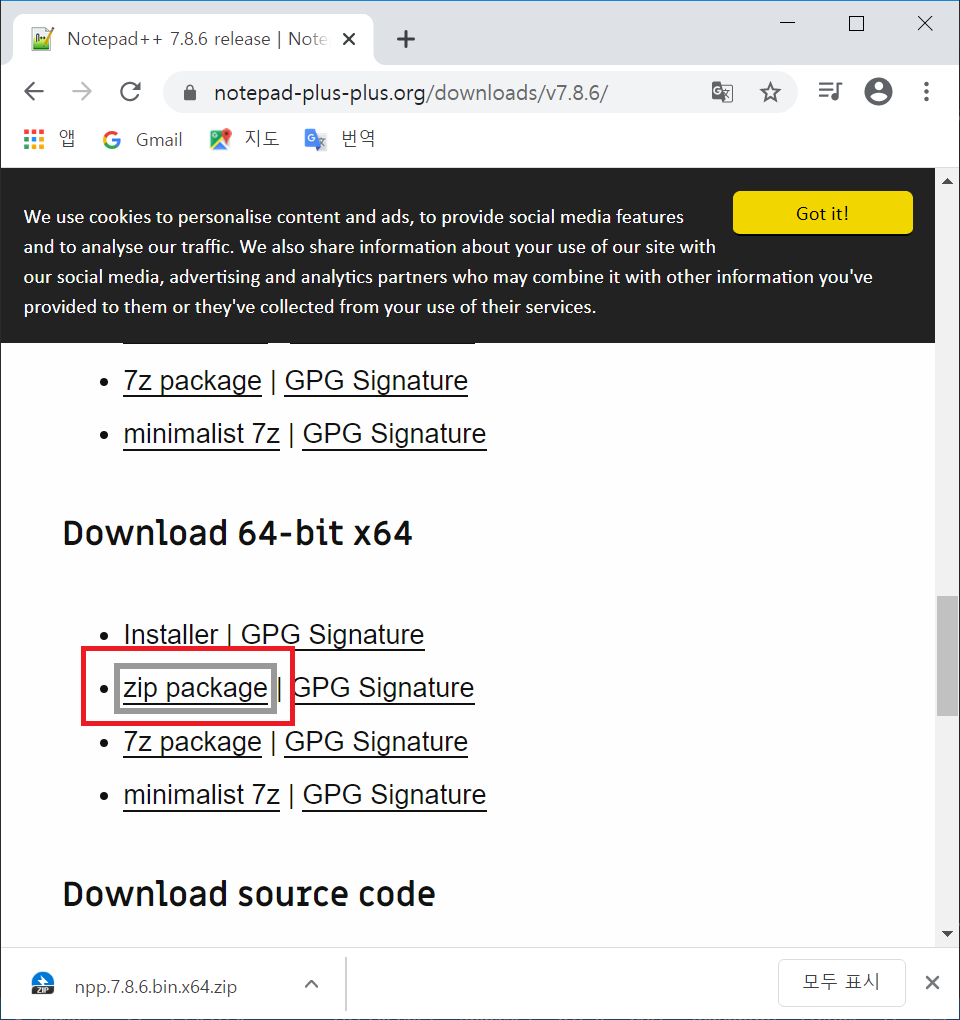 Notepad++ 7.8.6 release | Note
notepad-plus-plus.org/downloads/v7.8.6/
앱 Gmail 지도 번역
We use cookies to personalise content and ads, to provide social media features
and to analyse our traffic. We also share information about your use of our site with
our social media, advertising and analytics partners who may combine it with other information you've
provided to them or they've collected from your use of their services.
Got it!
7z package | GPG Signature
minimalist 7z | GPG Signature
Download 64-bit x64
Installer | GPG Signature
zip package | GPG Signature
7z package | GPG Signature
minimalist 7z | GPG Signature
Download source code
ZIP npp.7.8.6.bin.x64.zip 모두 표시